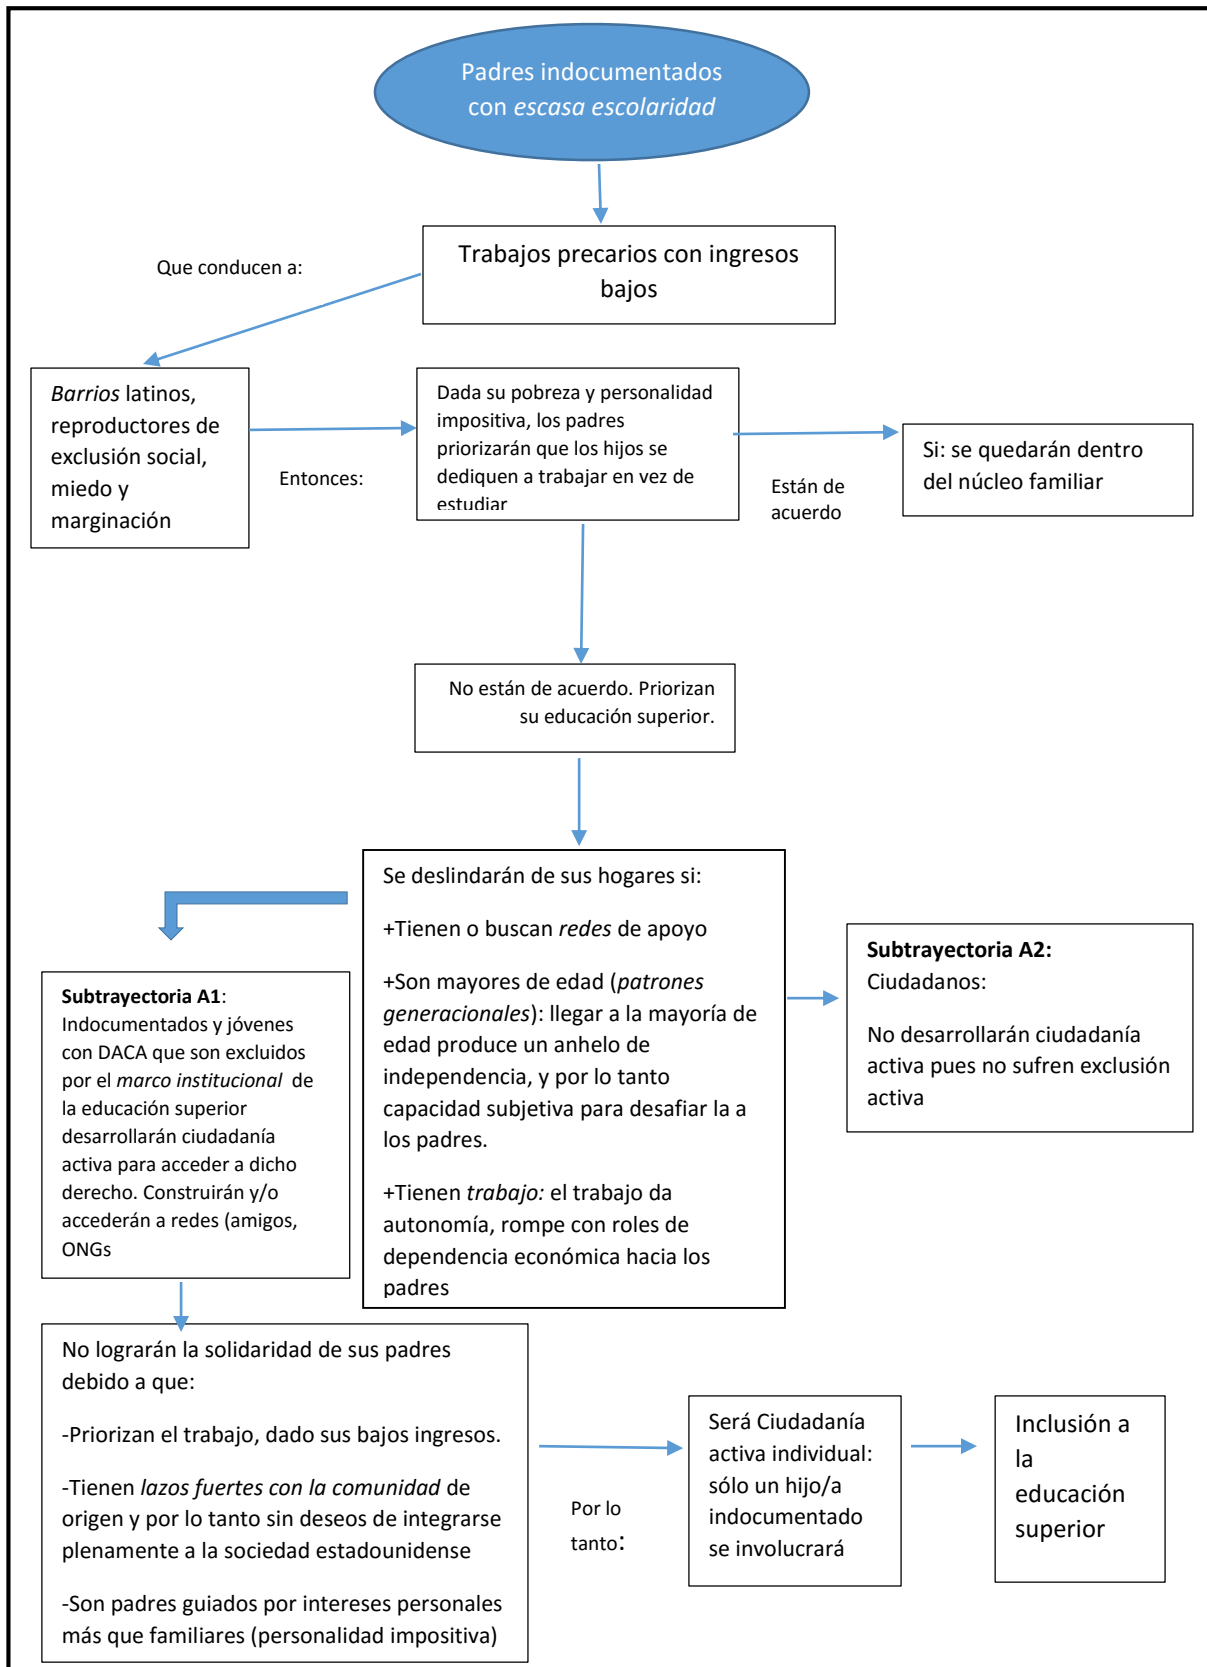 Padres indocumentados
con escasa escolaridad
Trabajos precarios con ingresos
bajos
Que conducen a:
Barrios latinos,
reproductores de
exclusión social,
miedo y
marginación
Entonces:
Dada su pobreza y personalidad
impositiva, los padres
priorizarán que los hijos se
dediquen a trabajar en vez de
estudiar
Están de
acuerdo
Si: se quedarán dentro
del núcleo familiar
No están de acuerdo. Priorizan
su educación superior.
Se deslindarán de sus hogares si:
+Tienen o buscan redes de apoyo
+Son mayores de edad (patrones
generacionales): llegar a la mayoría de
edad produce un anhelo de
independencia, y por lo tanto
capacidad subjetiva para desafiar la a
los padres.
+Tienen trabajo: el trabajo da
autonomía, rompe con roles de
dependencia económica hacia los
padres
Subtrayectoria A1:
Indocumentados y jóvenes
con DACA que son excluidos
por el marco institucional de
la educación superior
desarrollarán ciudadanía
activa para acceder a dicho
derecho. Construirán y/o
accederán a redes (amigos,
ONGs
Subtrayectoria A2:
Ciudadanos:
No desarrollarán ciudadanía
activa pues no sufren exclusión
activa
No lograrán la solidaridad de sus padres
debido a que:
-Priorizan el trabajo, dado sus bajos ingresos.
-Tienen lazos fuertes con la comunidad de
origen y por lo tanto sin deseos de integrarse
plenamente a la sociedad estadounidense
-Son padres guiados por intereses personales
más que familiares (personalidad impositiva)
Por lo
tanto:
Será Ciudadanía
activa individual:
sólo un hijo/a
indocumentado
se involucrará
Inclusión a
la
educación
superior